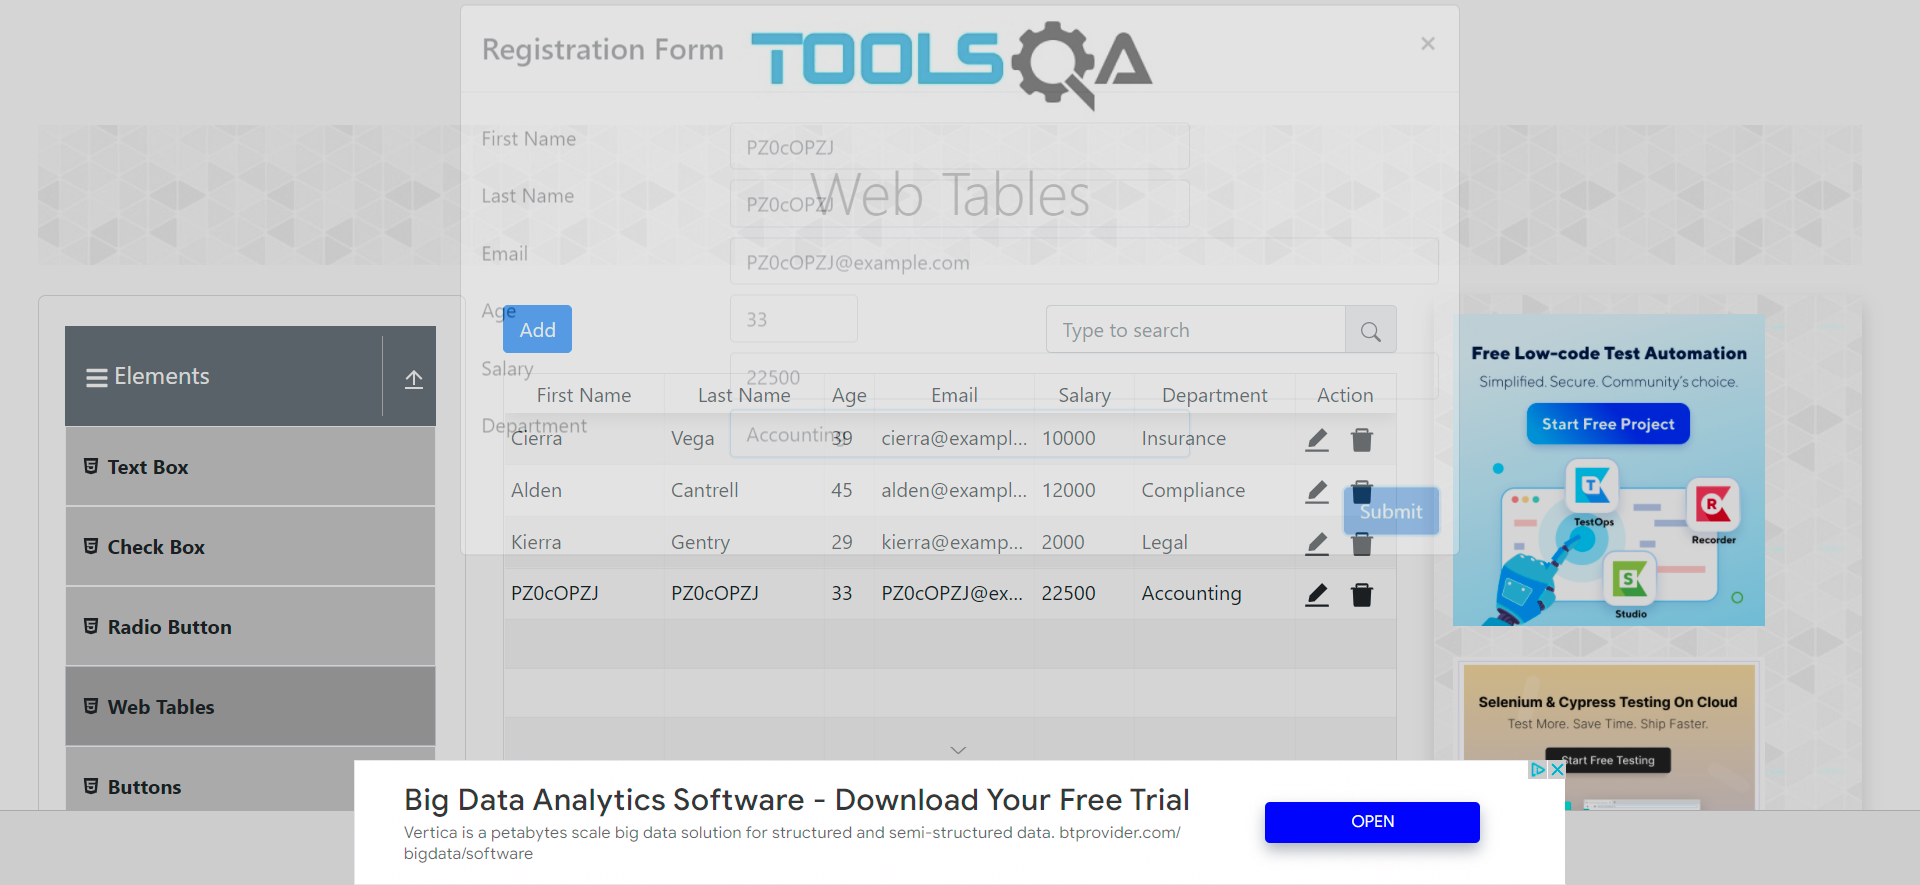 Registration Form
TOOLSQA
×
First Name
PZ0cOPZJ
Web Tables
Last Name
PZ0cOPZJ
Email
PZ0cOPZJ@example.com
Age
33
Add
Type to search
Salary
22500
Department
Accounting
Submit
Elements
Text Box
Check Box
Radio Button
Web Tables
Buttons
First Name Last Name Age Email Salary Department Action
Cierra Vega 39 cierra@exampl... 10000 Insurance
Alden Cantrell 45 alden@exampl... 12000 Compliance
Kierra Gentry 29 kierra@examp... 2000 Legal
PZ0cOPZJ PZ0cOPZJ 33 PZ0cOPZJ@ex... 22500 Accounting
Free Low-code Test Automation
Simplified. Secure. Community's choice.
Start Free Project
TestOps
Recorder
Studio
Selenium & Cypress Testing On Cloud
Test More. Save Time. Ship Faster.
Start Free Testing
Big Data Analytics Software - Download Your Free Trial
Vertica is a petabytes scale big data solution for structured and semi-structured data. btprovider.com/
bigdata/software
OPEN